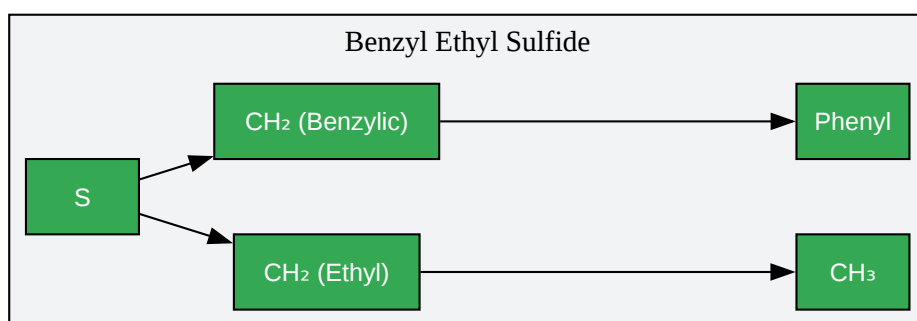 Benzyl Ethyl Sulfide
CH₂ (Benzylic)
Phenyl
S
CH₂ (Ethyl)
CH₃